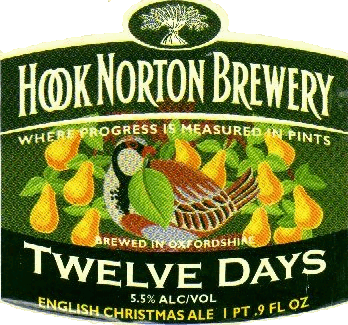 HOOK NORTON BREWERY
WHERE PROGRESS IS MEASURED IN PINTS
BREWED IN OXFORDSHIRE
TWELVE DAYS
5.5% ALC/VOL
ENGLISH CHRISTMAS ALE 1 PT .9 FL OZ